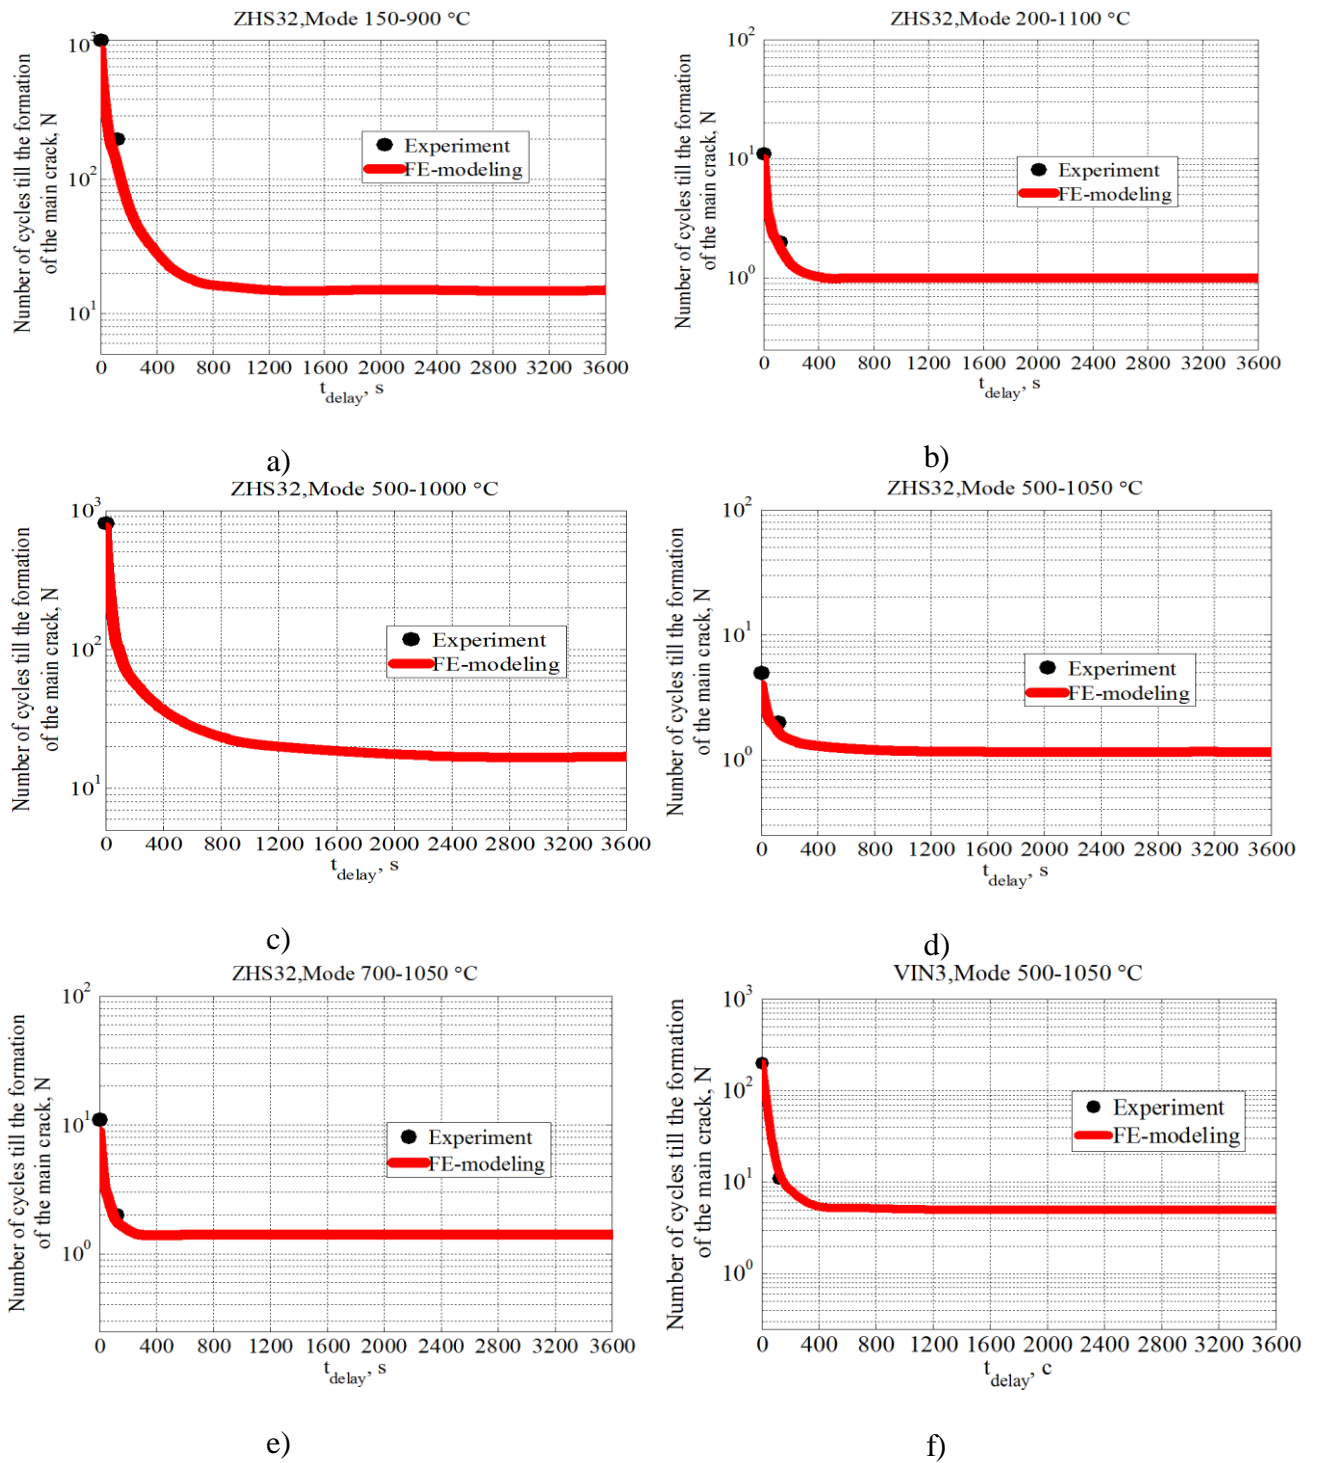 ZHS32,Mode 150-900 °C
Number of cycles till the formation
of the main crack, N
10³
10²
10¹
Experiment
FE-modeling
0 400 800 1200 1600 2000 2400 2800 3200 3600
t_delay, s
a)
ZHS32,Mode 200-1100 °C
Number of cycles till the formation
of the main crack, N
10²
10¹
10⁰
Experiment
FE-modeling
0 400 800 1200 1600 2000 2400 2800 3200 3600
t_delay, s
b)
ZHS32,Mode 500-1000 °C
Number of cycles till the formation
of the main crack, N
10³
10²
10¹
Experiment
FE-modeling
0 400 800 1200 1600 2000 2400 2800 3200 3600
t_delay, s
c)
ZHS32,Mode 500-1050 °C
Number of cycles till the formation
of the main crack, N
10²
10¹
10⁰
Experiment
FE-modeling
0 400 800 1200 1600 2000 2400 2800 3200 3600
t_delay, s
d)
ZHS32,Mode 700-1050 °C
Number of cycles till the formation
of the main crack, N
10²
10¹
10⁰
Experiment
FE-modeling
0 400 800 1200 1600 2000 2400 2800 3200 3600
t_delay, s
e)
VIN3,Mode 500-1050 °C
Number of cycles till the formation
of the main crack, N
10³
10²
10¹
10⁰
Experiment
FE-modeling
0 400 800 1200 1600 2000 2400 2800 3200 3600
t_delay, c
f)